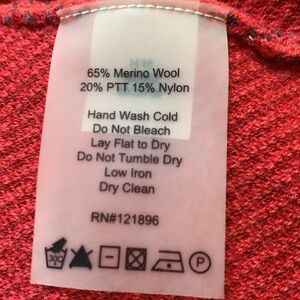 65% Merino Wool
20% PTT 15% Nylon
Hand Wash Cold
Do Not Bleach
Lay Flat to Dry
Do Not Tumble Dry
Low Iron
Dry Clean
RN#121896
30C P